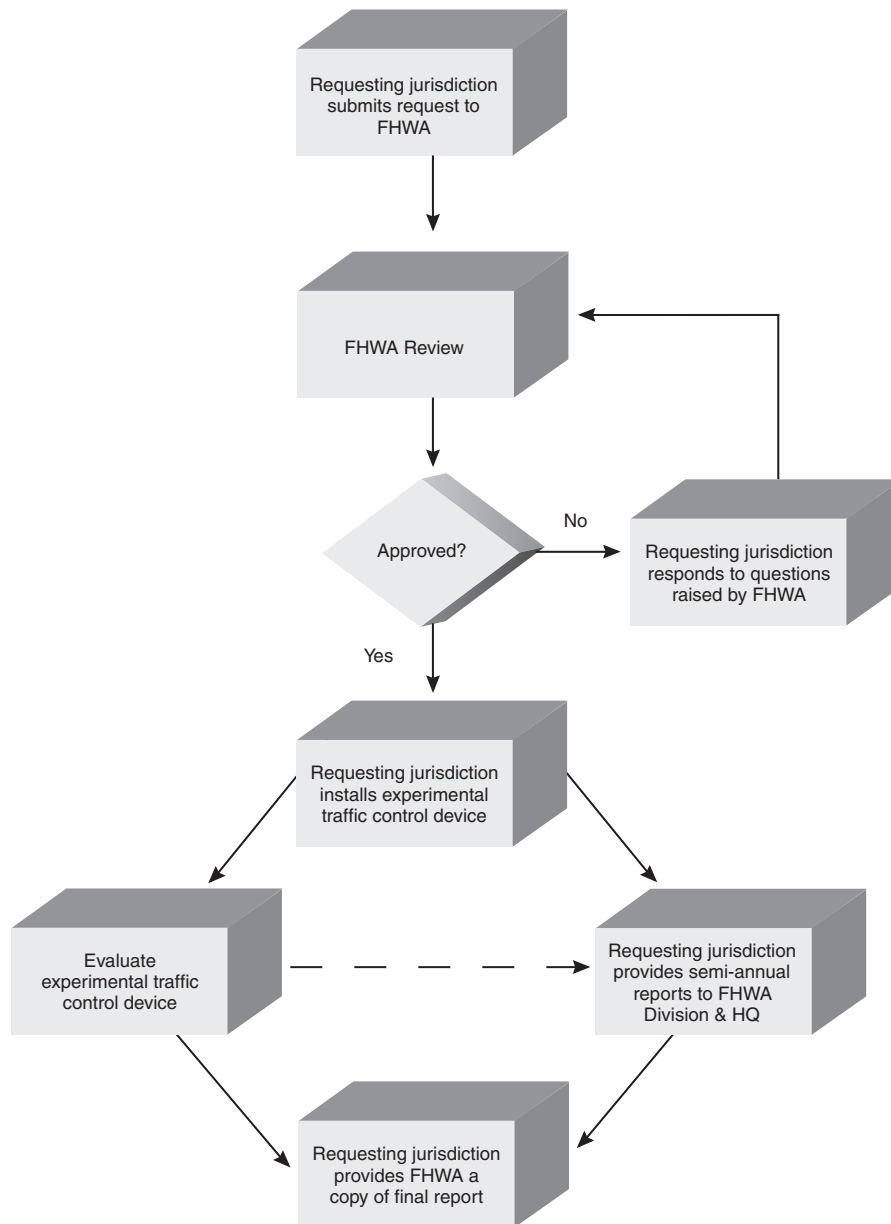 Requesting jurisdiction
submits request to
FHWA
FHWA Review
Approved?
No
Requesting jurisdiction
responds to questions
raised by FHWA
Yes
Requesting jurisdiction
installs experimental
traffic control device
Evaluate
experimental traffic
control device
Requesting jurisdiction
provides semi-annual
reports to FHWA
Division & HQ
Requesting jurisdiction
provides FHWA a
copy of final report